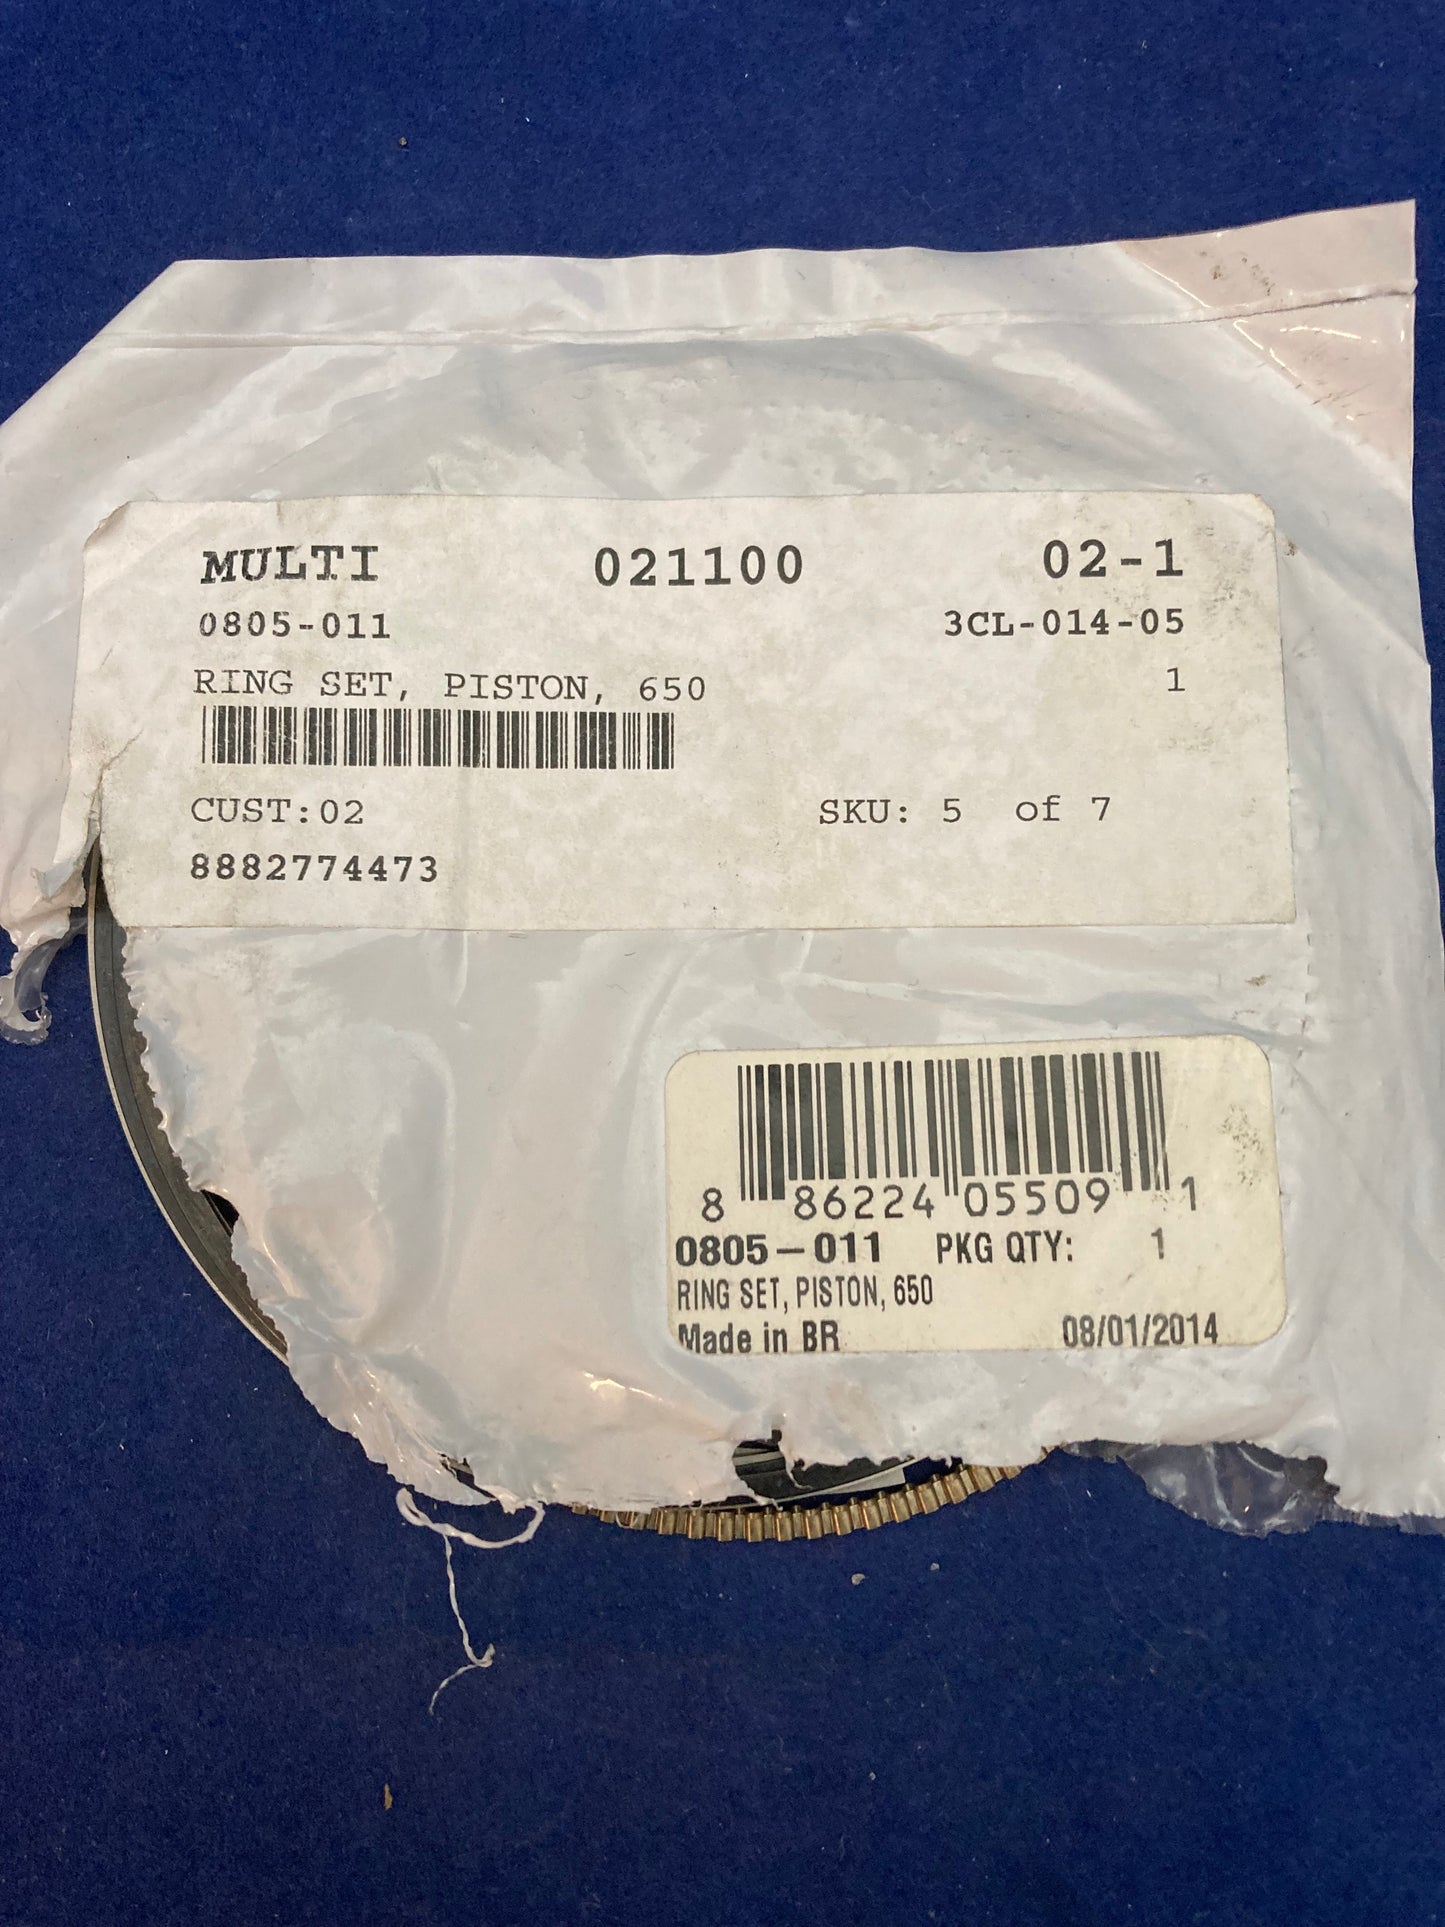 MULTI 021100 02-1
0805-011 3CL-014-05
RING SET, PISTON, 650 1
CUST:02 SKU: 5 of 7
8882774473
8 86224 05509 1
0805-011 PKG QTY: 1
RING SET, PISTON, 650
Made in BR 08/01/2014